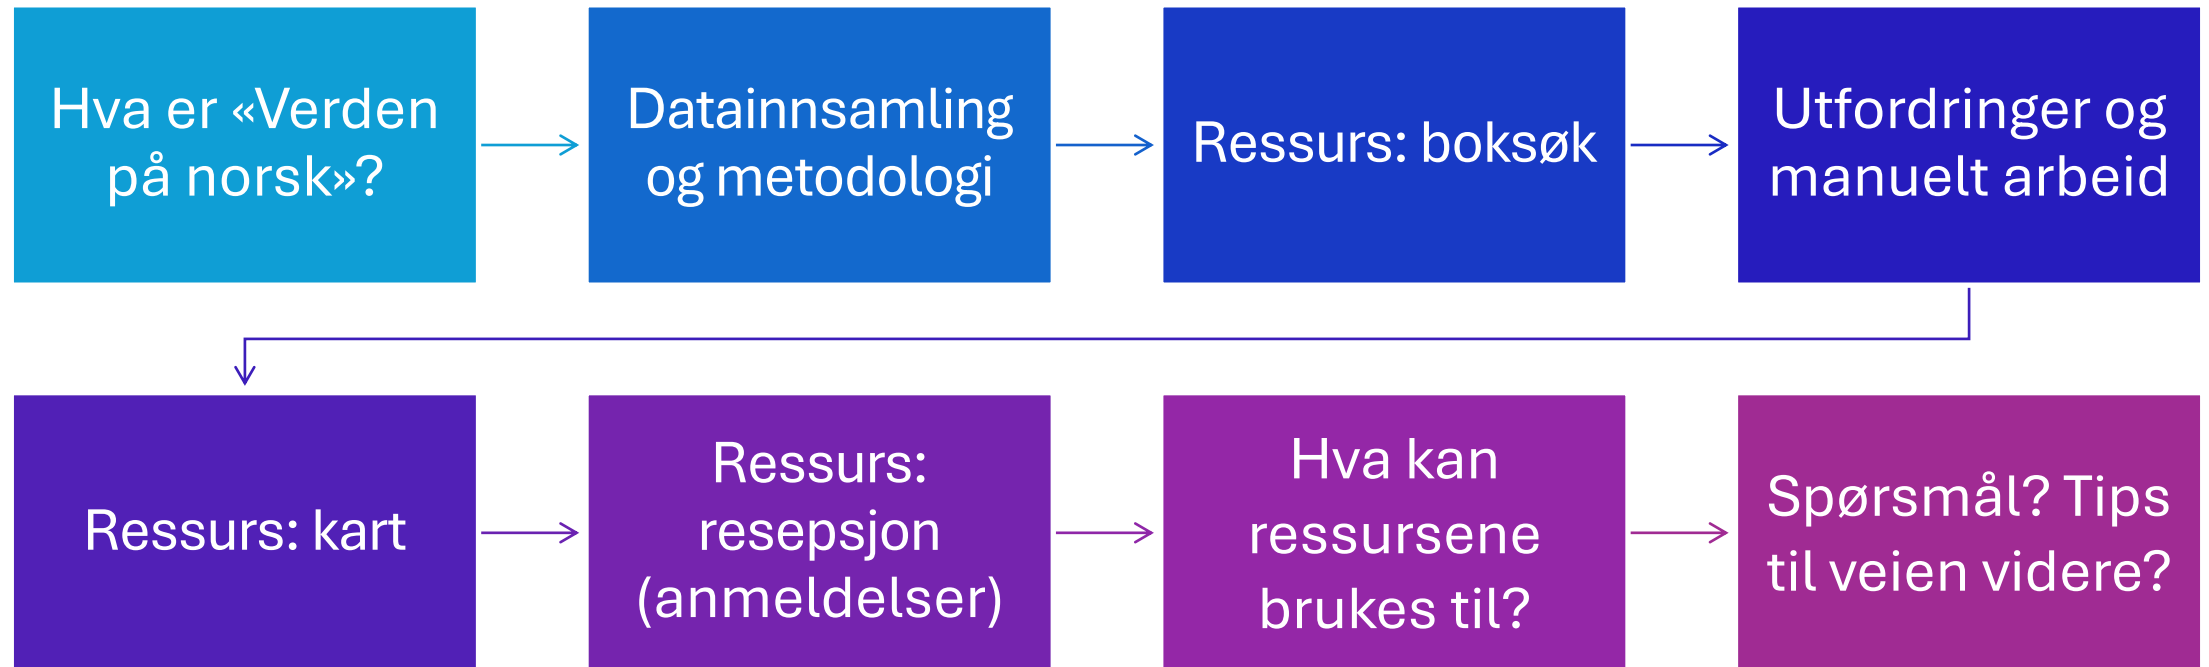 Hva er «Verden
på norsk»?
Datainnsamling
og metodologi
Ressurs: boksøk
Utfordringer og
manuelt arbeid
Ressurs: kart
Ressurs:
resepsjon
(anmeldelser)
Hva kan
ressursene
brukes til?
Spørsmål? Tips
til veien videre?